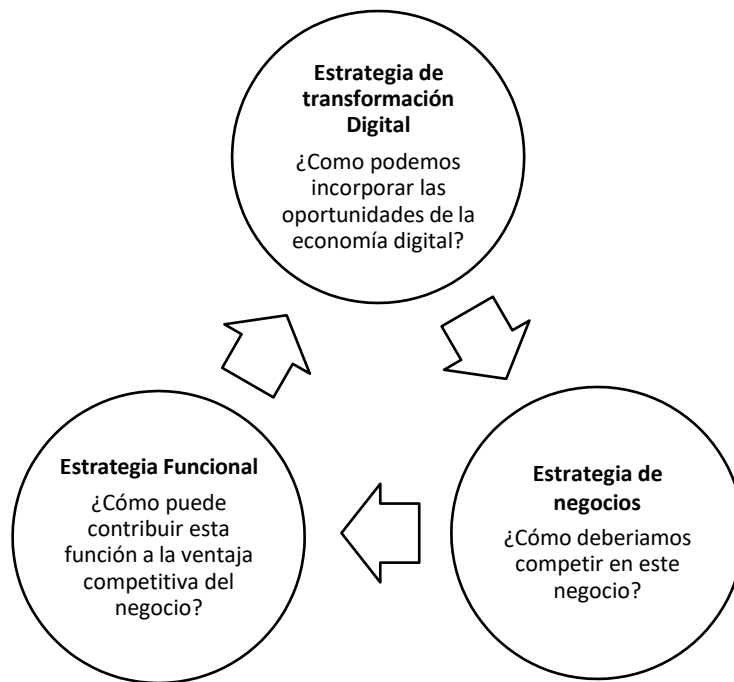 Estrategia de
transformación
Digital
¿Como podemos
incorporar las
oportunidades de la
economía digital?
Estrategia Funcional
¿Cómo puede
contribuir esta
función a la ventaja
competitiva del
negocio?
Estrategia de
negocios
¿Cómo deberiamos
competir en este
negocio?